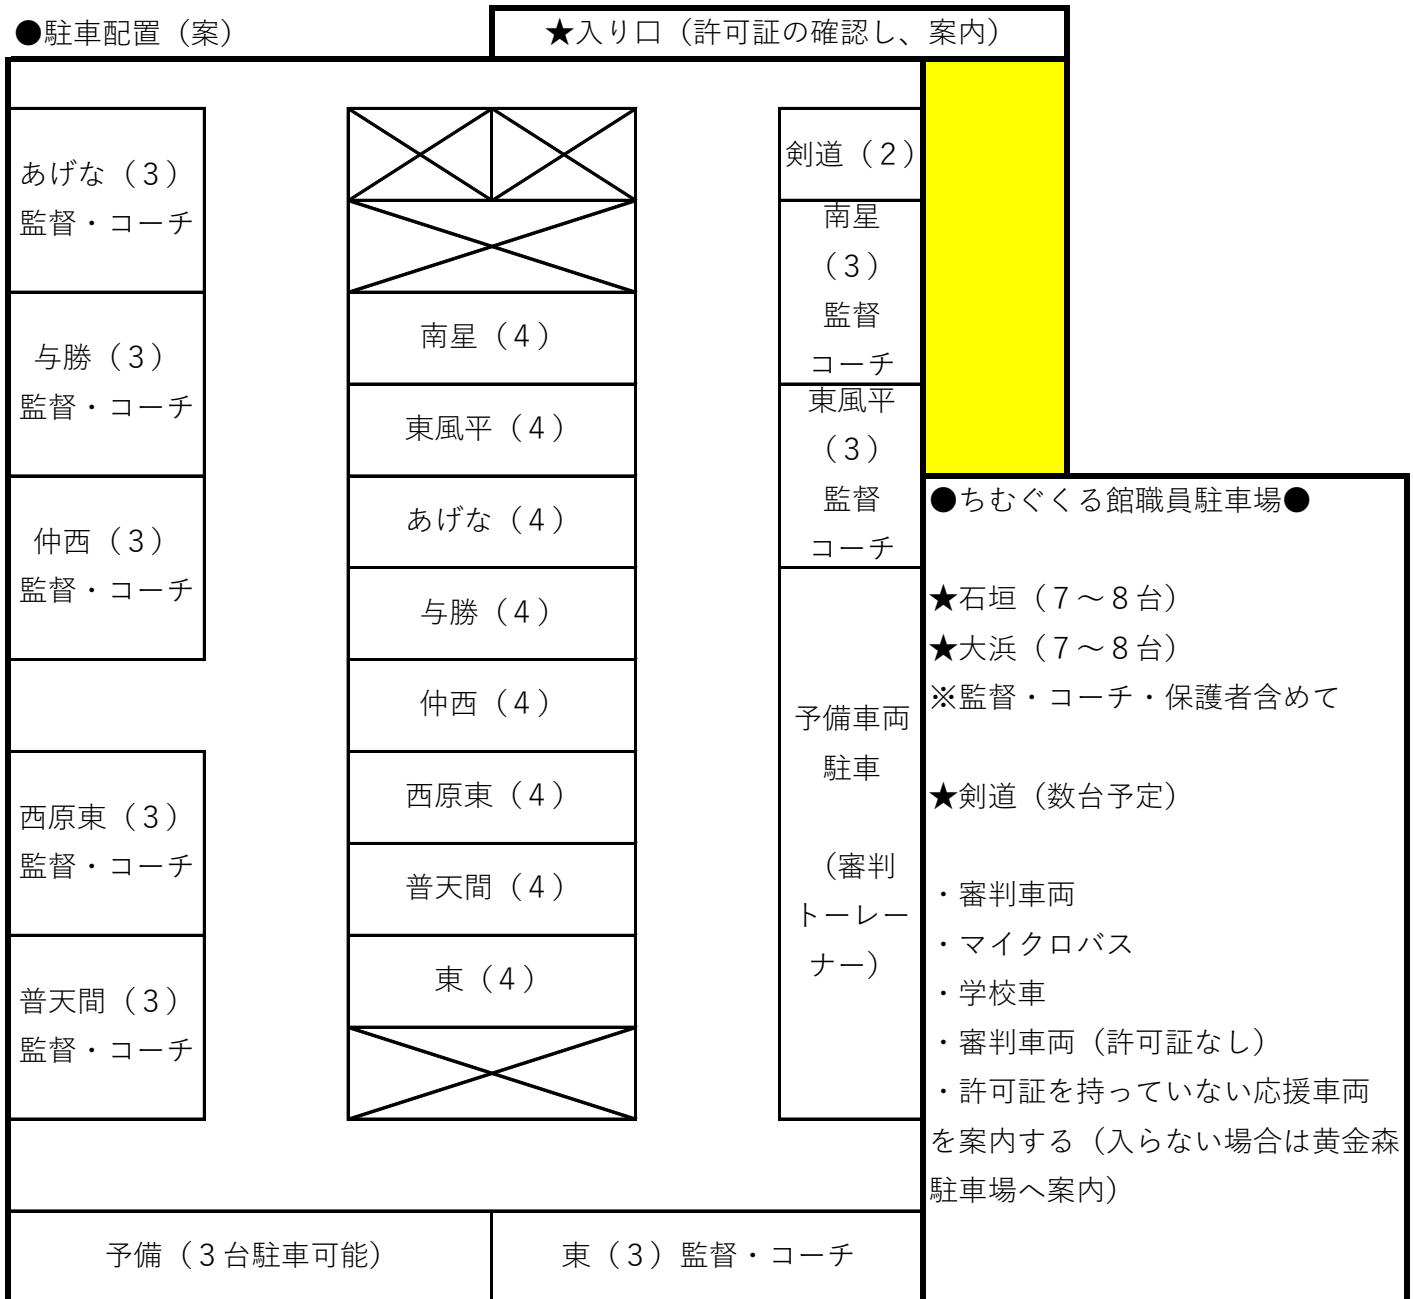 ●駐車配置（案）
★入り口（許可証の確認し、案内）
あげな（３）
監督・コーチ
与勝（３）
監督・コーチ
仲西（３）
監督・コーチ
西原東（３）
監督・コーチ
普天間（３）
監督・コーチ
南星（４）
東風平（４）
あげな（４）
与勝（４）
仲西（４）
西原東（４）
普天間（４）
東（４）
剣道（２）
南星
（３）
監督
コーチ
東風平
（３）
監督
コーチ
予備車両
駐車
（審判
トーレー
ナー）
●ちむぐくる館職員駐車場●
★石垣（７～８台）
★大浜（７～８台）
※監督・コーチ・保護者含めて
★剣道（数台予定）
・審判車両
・マイクロバス
・学校車
・審判車両（許可証なし）
・許可証を持っていない応援車両
を案内する（入らない場合は黄金森
駐車場へ案内）
予備（３台駐車可能）
東（３）監督・コーチ